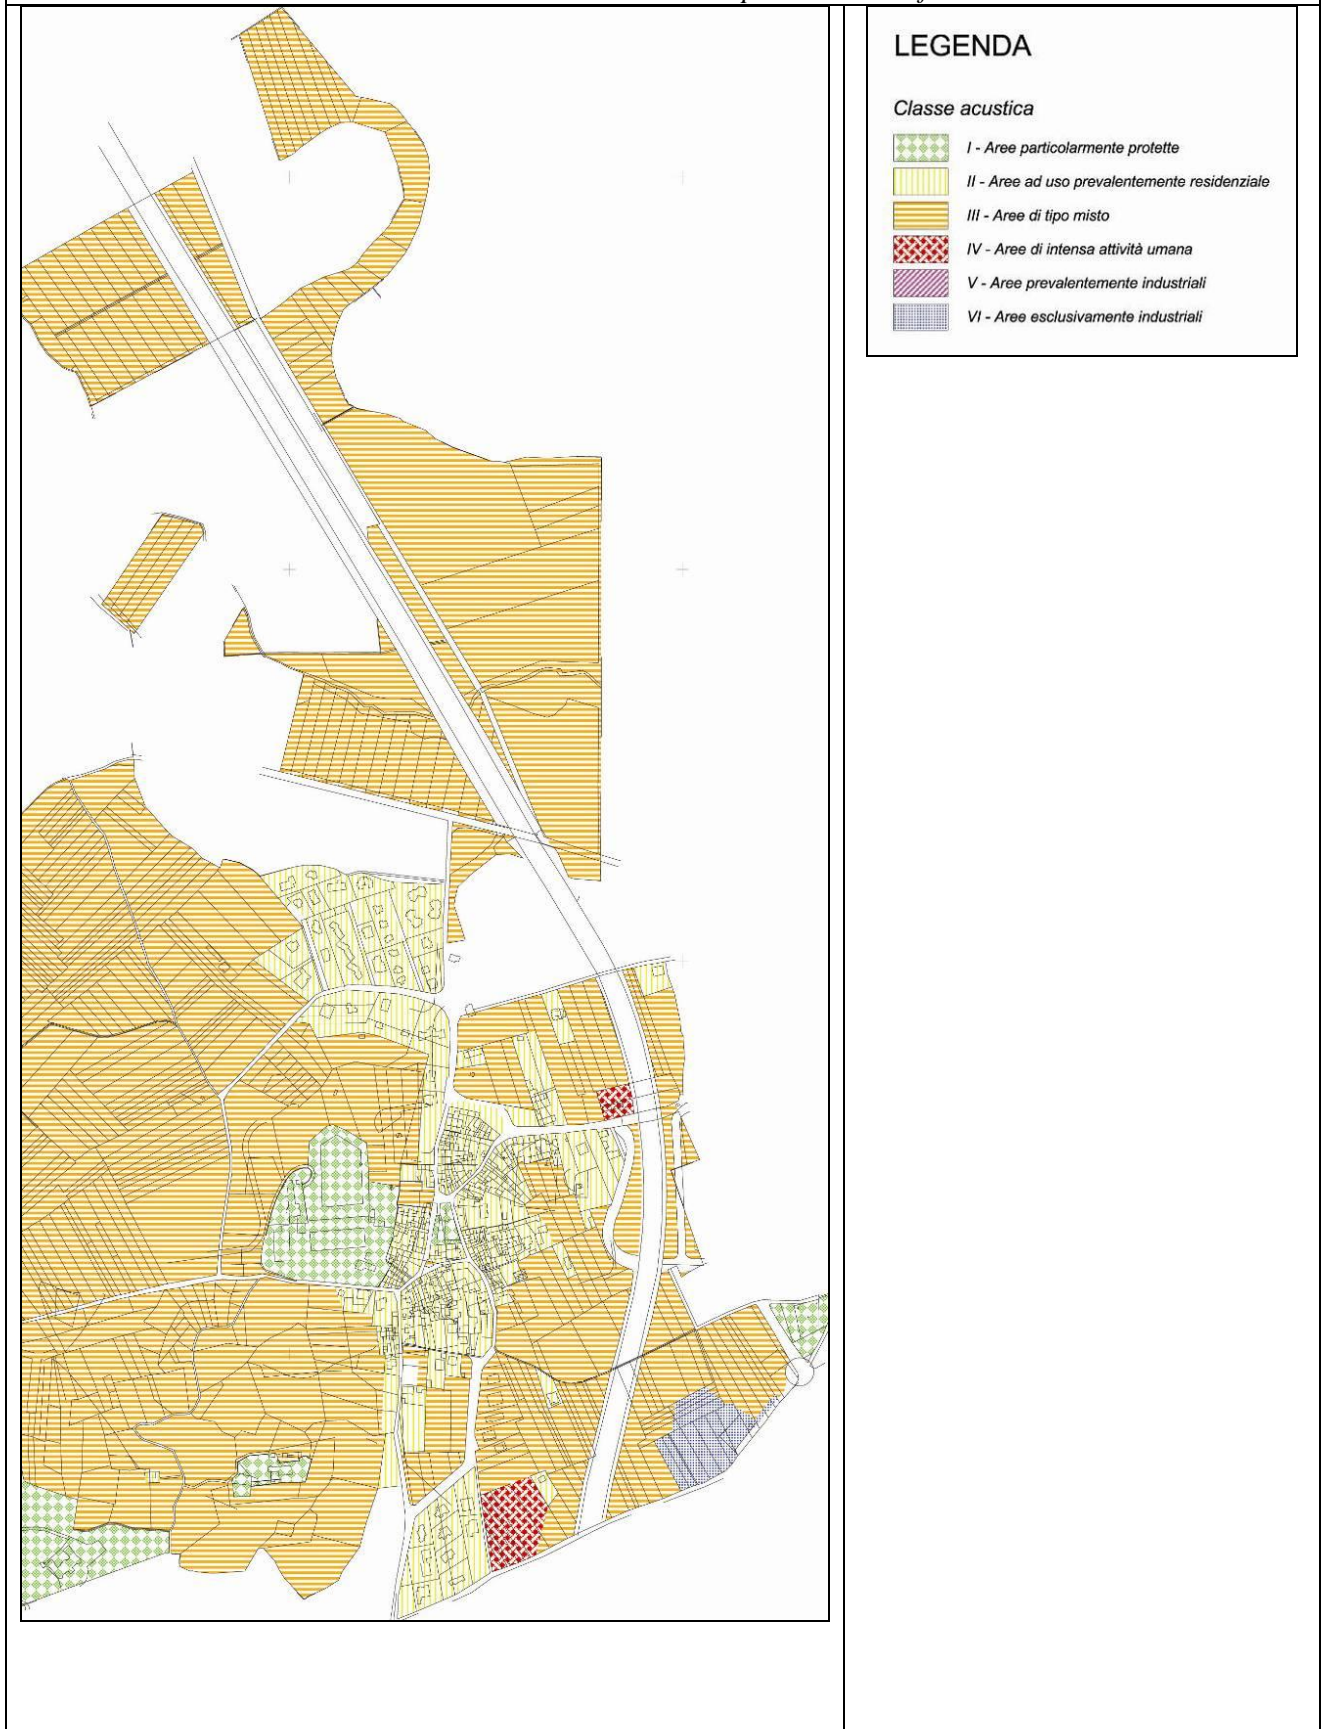 LEGENDA
Classe acustica
I - Aree particolarmente protette
II - Aree ad uso prevalentemente residenziale
III - Aree di tipo misto
IV - Aree di intensa attività umana
V - Aree prevalentemente industriali
VI - Aree esclusivamente industriali